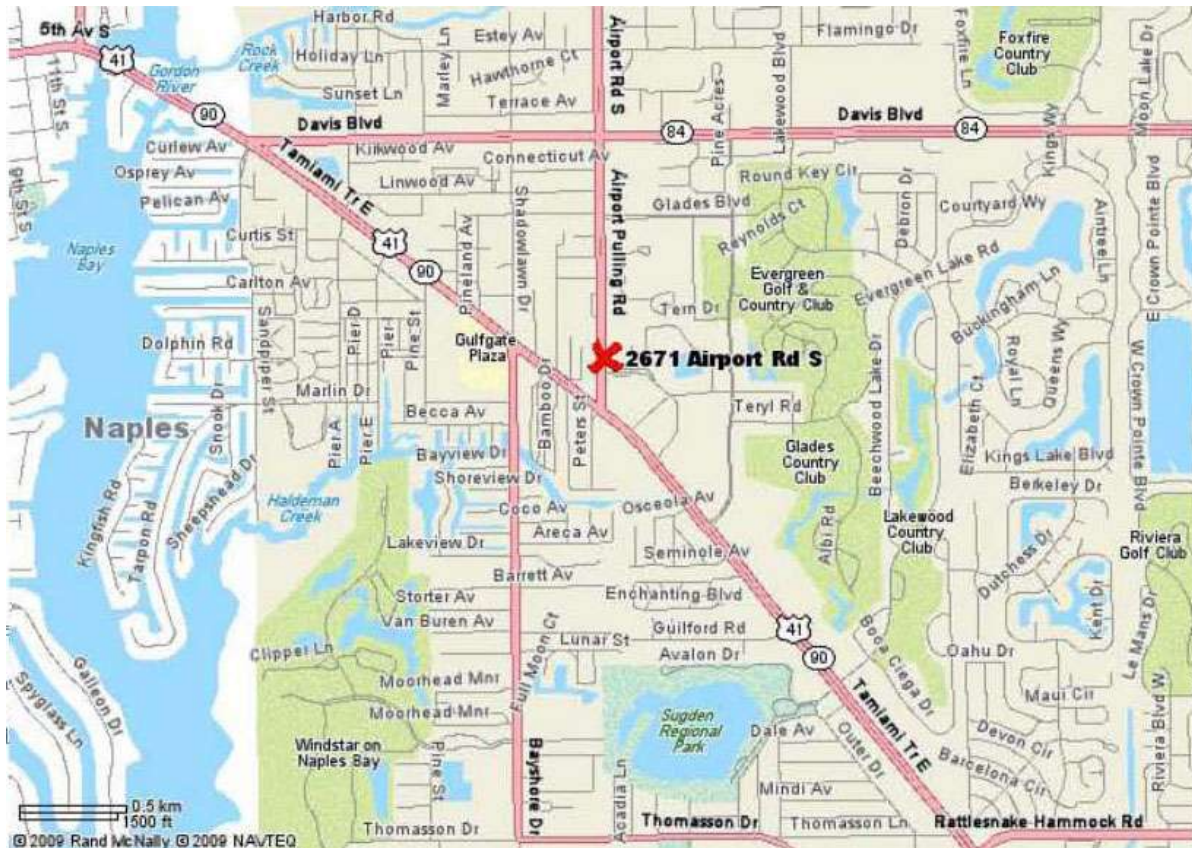 5th Av S
41
11th St S
Gordon
River
Rock
Creek
Harbor Rd
Holiday Ln
Sunset Ln
Marley Ln
Estey Av
Hawthorne Ct
Terrace Av
Airport Rd S
Flamingo Dr
Lakewood Blvd
Pine Acres
Foxfire Ln
Foxfire
Country
Club
Moon Lake Dr
Kings Wy
90
Davis Blvd
84
Davis Blvd
84
Curlew Av
Osprey Av
Pelican Av
9th St S
Tamiami Tr E
Kirkwood Av
Linwood Av
Connecticut Av
Shadowlawn Dr
Airport Pulling Rd
Round Key Cir
Glades Blvd
Reynolds Ct
Debron Dr
Courtyard Wy
Aintree Ln
E Crown Pointe Blvd
Naples
Bay
Curtis St
Carlton Av
41
90
Pineland Av
Evergreen
Golf &
Country Club
Evergreen Lake Rd
Buckingham Ln
Tern Dr
Sandpiper St
Dolphin Rd
Pier D
Pier I
Pine St
Gulfgate
Plaza
2671 Airport Rd S
Royal Ln
Queens Wy
W Crown Pointe Blvd
Marlin Dr
Snook Dr
Becca Av
Bamboo Dr
Peters St
Teryl Rd
Beechwood Lake Dr
Elizabeth Ct
Naples
Pier A
Pier E
Bayview Dr
Shoreview Dr
Glades
Country
Club
Kings Lake Blvd
Berkeley Dr
Kingfish Rd
Tarpon Rd
Sheepshead Dr
Haldeman
Creek
Coco Av
Osceola Av
Areca Av
Albi Rd
Lakewood
Country
Club
Dutchess Dr
Riviera
Golf Club
Lakeview Dr
Seminole Av
Barrett Av
Enchanting Blvd
Storter Av
Van Buren Av
Guilford Rd
41
Kent Dr
Le Mans Dr
Clipper Ln
Full Moon Ct
Lunar St
Avalon Dr
90
Boca Ciega Dr
Oahu Dr
Galleon Dr
Spyglass Ln
Moorhead Mnr
Moorhead Mnr
Maui Cir
Tamiami Tr E
Sugden
Regional
Park
Dale Av
Outer Dr
Devon Cir
Barcelona Cir
Riviera Blvd W
Windstar on
Naples Bay
Pine St
Bayshore Dr
Acadia Ln
Mindi Av
0.5 km
1500 ft
Thomasson Dr
Thomasson Dr
Thomasson Ln
Rattlesnake Hammock Rd
© 2009 Rand McNally © 2009 NAVTEQ